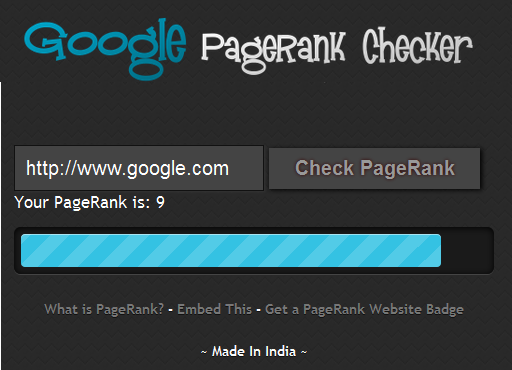 Google PageRank Checker
http://www.google.com Check PageRank
Your PageRank is: 9
What is PageRank? - Embed This - Get a PageRank Website Badge
~ Made In India ~